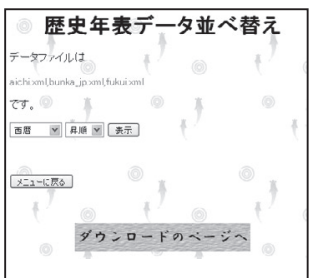 歴史年表データ並べ替え
データファイルは
aichi.xml,bunka_jp.xml,fukui.xml
です。
西暦 昇順 表示
メニューに戻る
ダウンロードのページへ